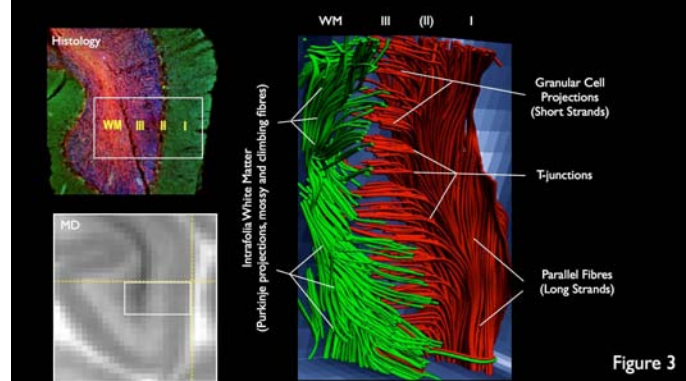 Histology
WM III II I
MD
WM III (II) I
Intrafolia White Matter
(Purkinje projections, mossy and climbing fibres)
Granular Cell
Projections
(Short Strands)
T-junctions
Parallel Fibres
(Long Strands)
Figure 3